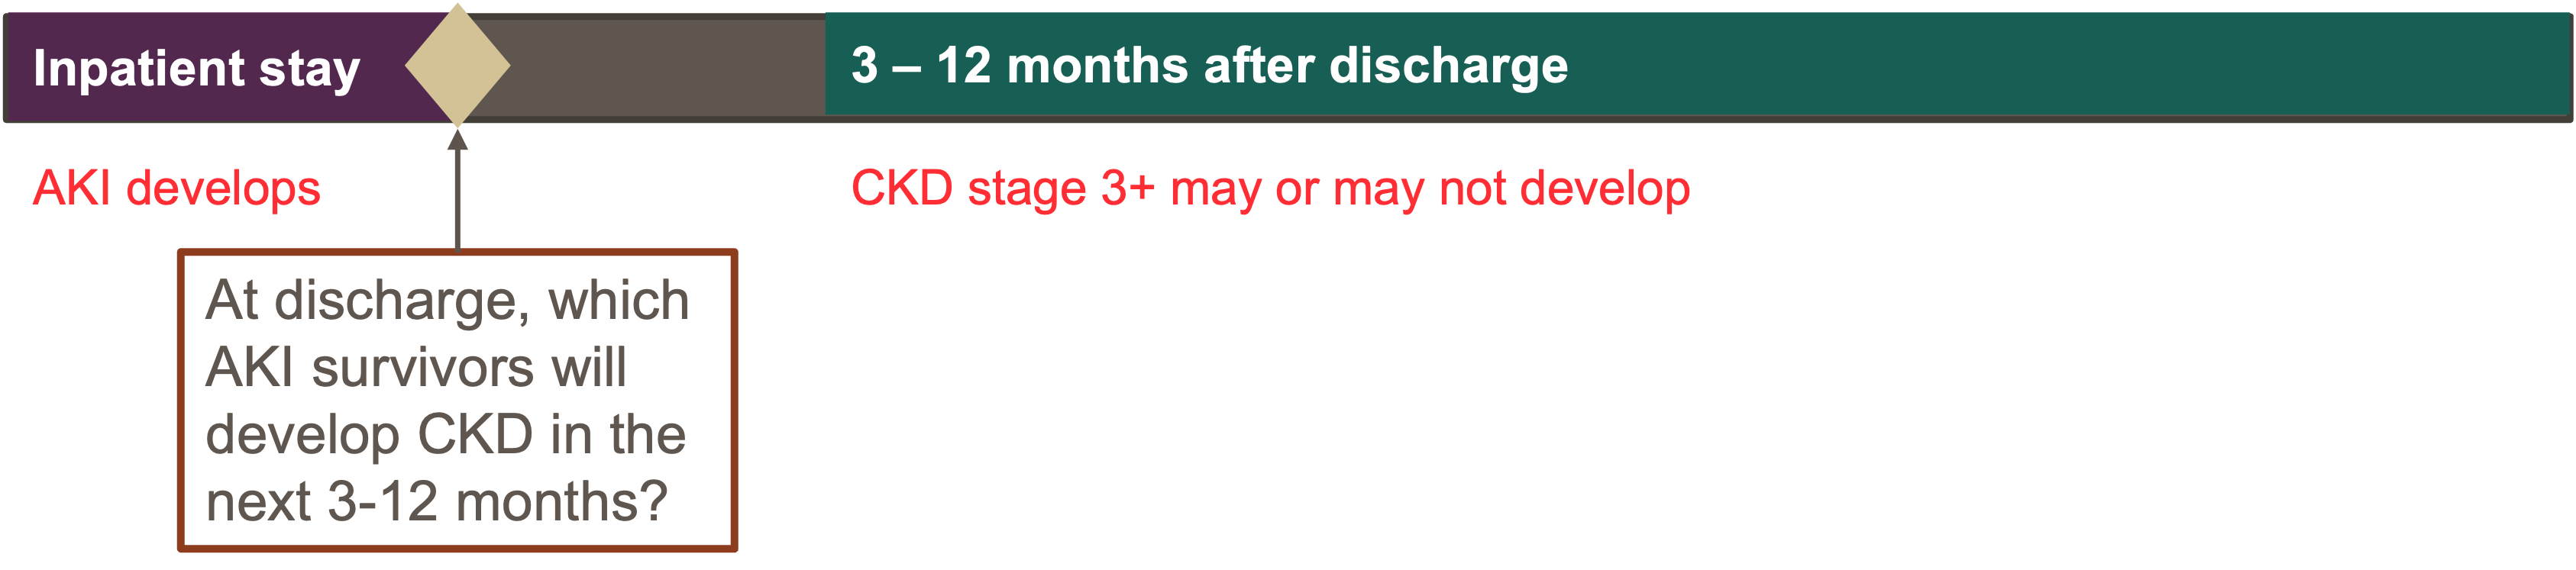 Inpatient stay
3 – 12 months after discharge
AKI develops
CKD stage 3+ may or may not develop
At discharge, which
AKI survivors will
develop CKD in the
next 3-12 months?